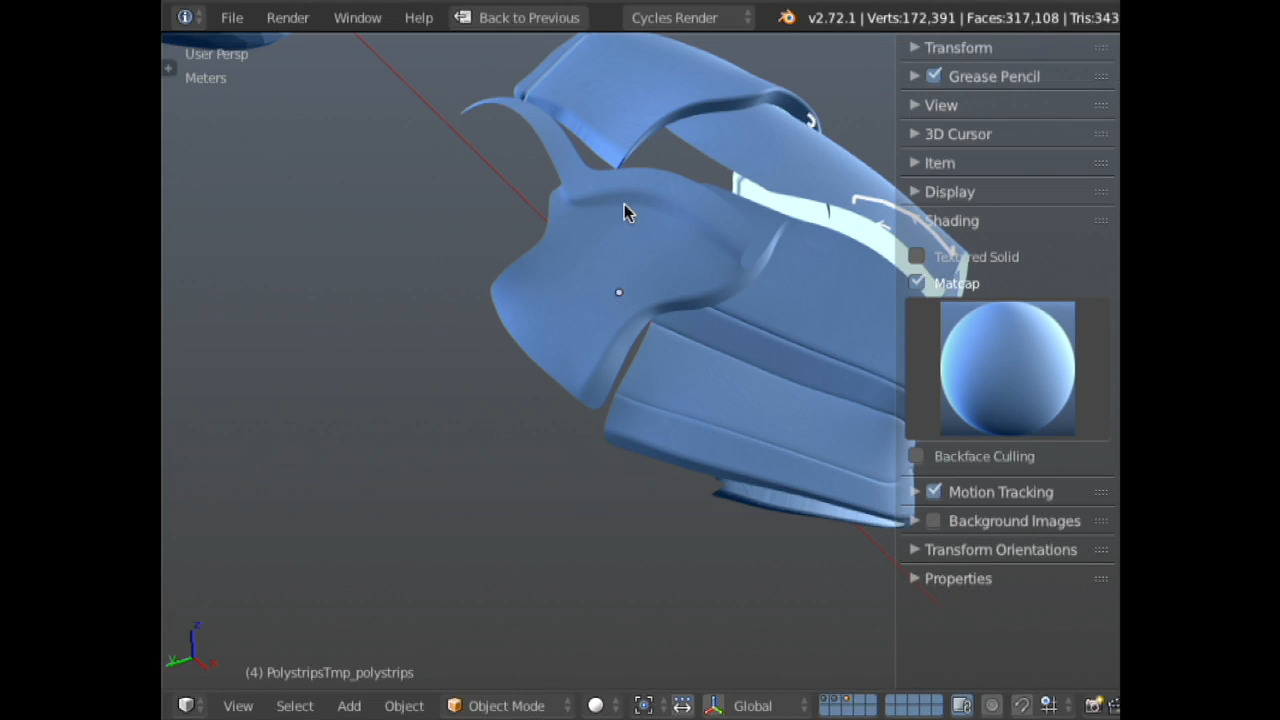 File Render Window Help Back to Previous Cycles Render v2.72.1 | Verts:172,391 | Faces:317,108 | Tris:343
User Persp
Meters
Transform
Grease Pencil
View
3D Cursor
Item
Display
Shading
Textured Solid
Matcap
Backface Culling
Motion Tracking
Background Images
Transform Orientations
Properties
z
y x
(4) PolystripsTmp_polystrips
View Select Add Object Object Mode Global